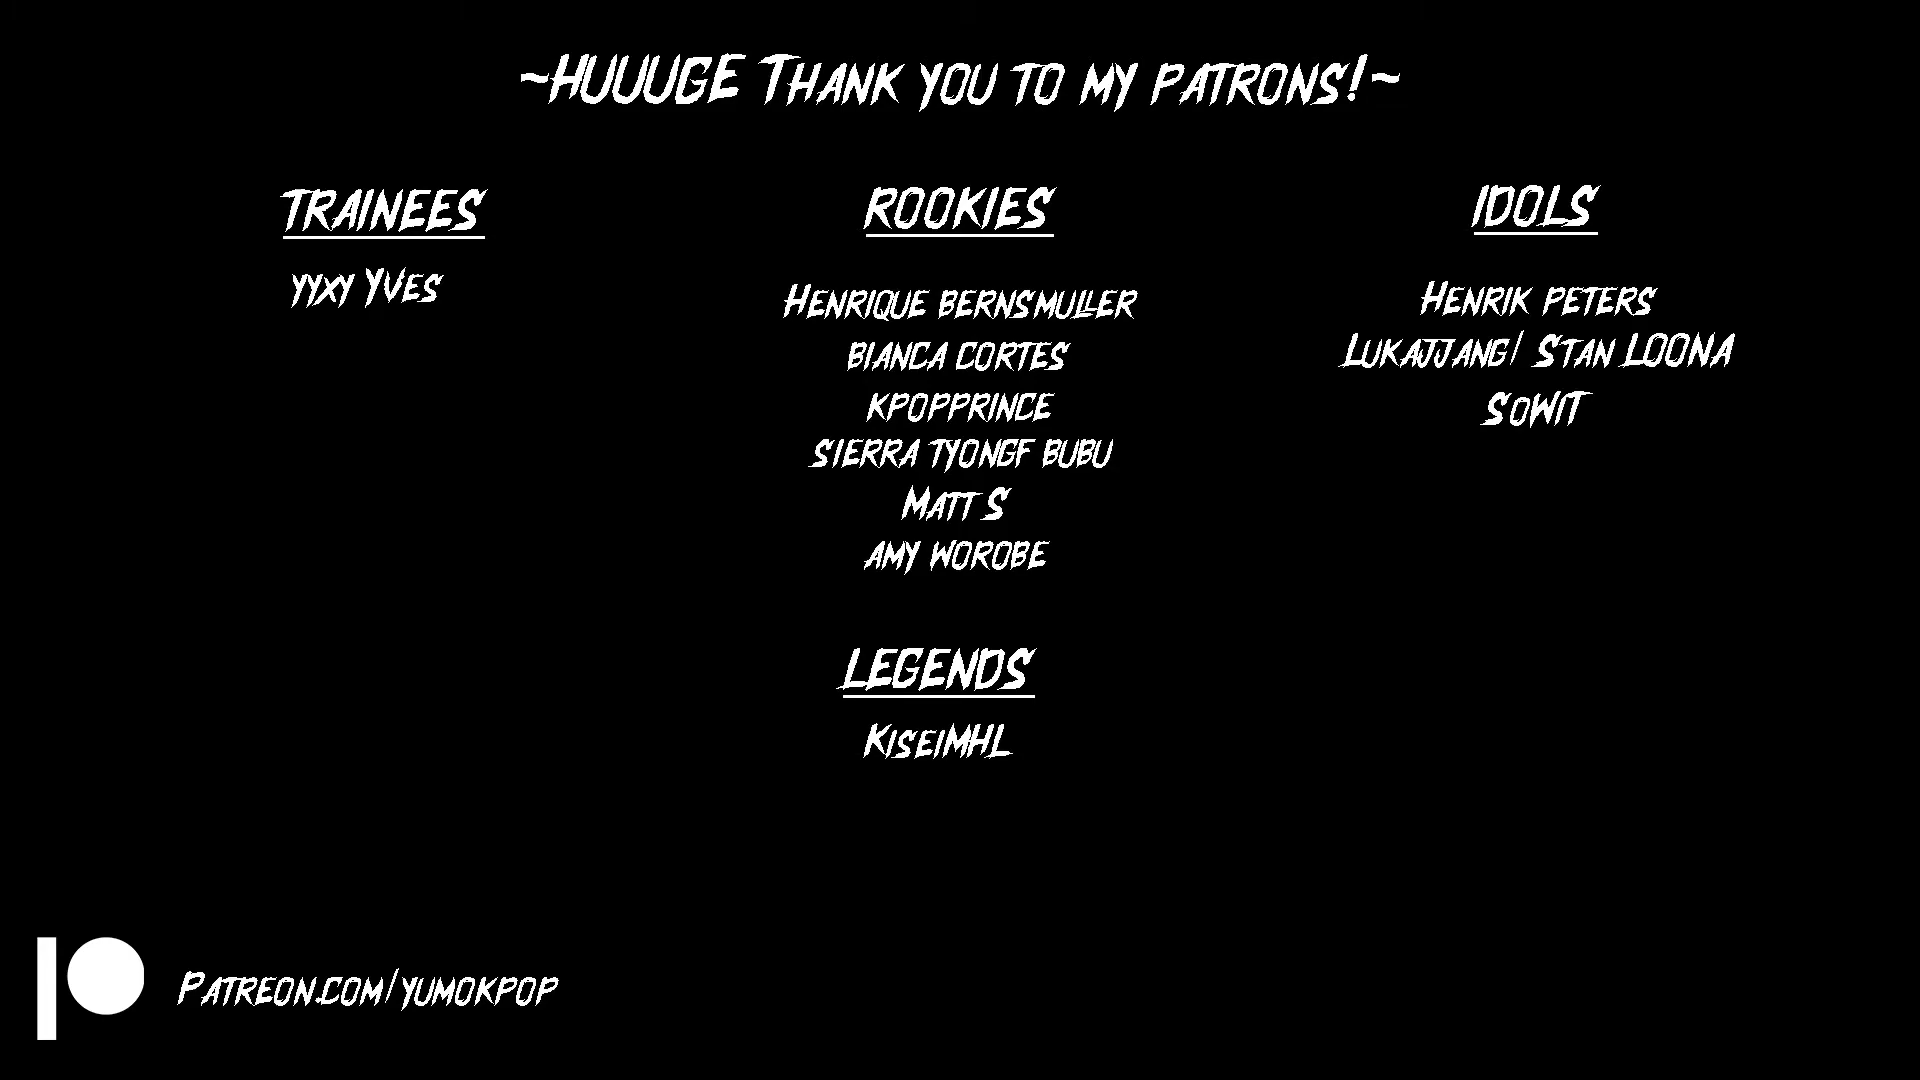 ~HUUUGE Thank you to my patrons!~
TRAINEES
yyxy YVes
ROOKIES
Henrique bernsmuller
bianca cortes
kpopprince
sierra tyongf bubu
Matt S
amy worobe
IDOLS
Henrik peters
Lukajjang/ Stan LOONA
SoWiT
LEGENDS
KiseiMHL
Patreon.com/yumokpop